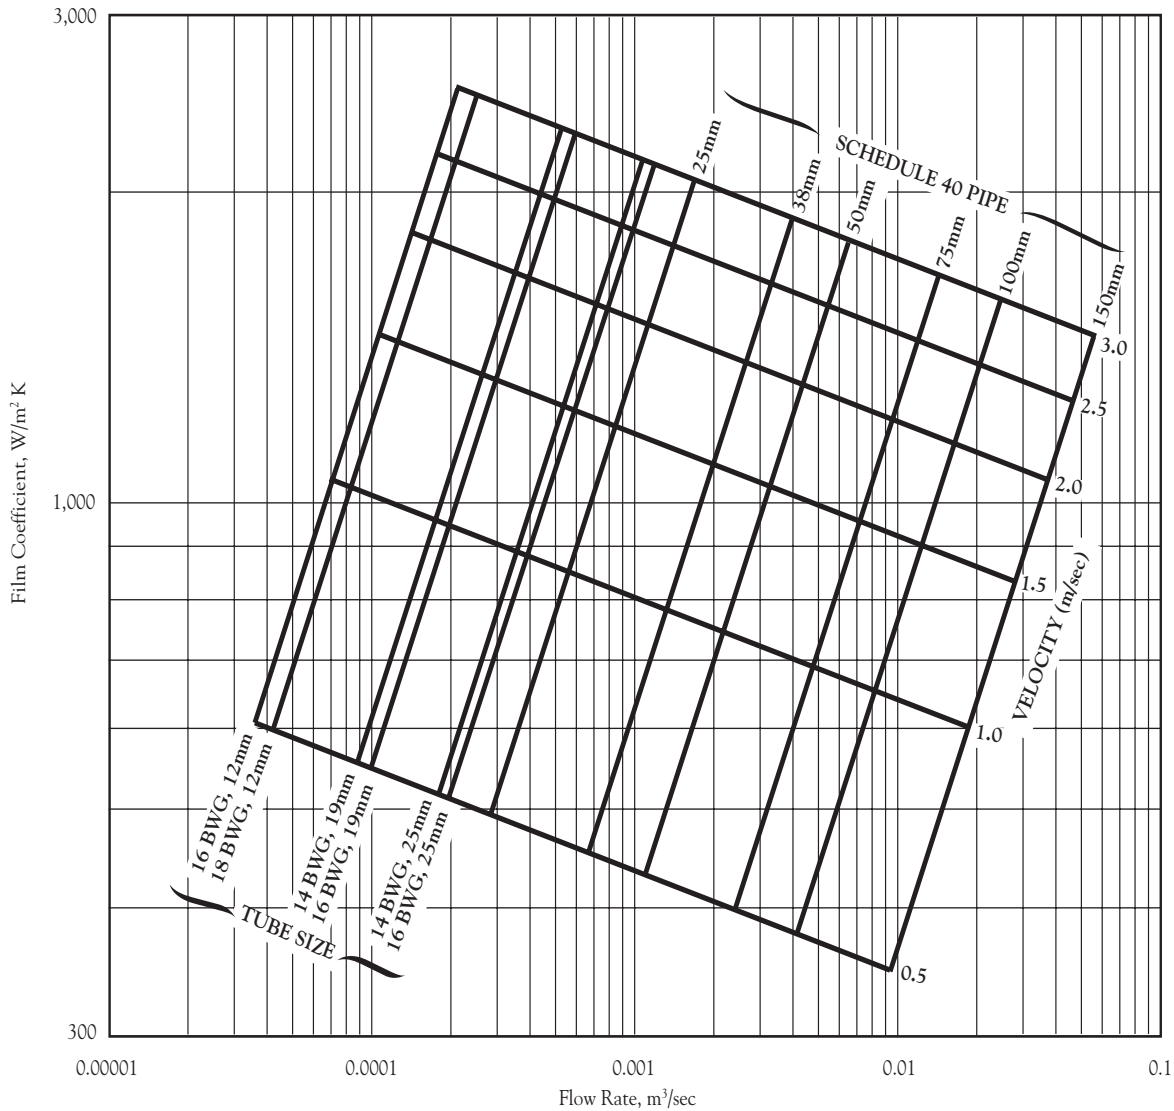 3,000
1,000
300
Film Coefficient, W/m² K
0.00001
0.0001
0.001
0.01
0.1
Flow Rate, m³/sec
SCHEDULE 40 PIPE
25mm
38mm
50mm
75mm
100mm
150mm
3.0
2.5
2.0
1.5
1.0
0.5
VELOCITY (m/sec)
16 BWG, 12mm
18 BWG, 12mm
14 BWG, 19mm
16 BWG, 19mm
14 BWG, 25mm
16 BWG, 25mm
TUBE SIZE